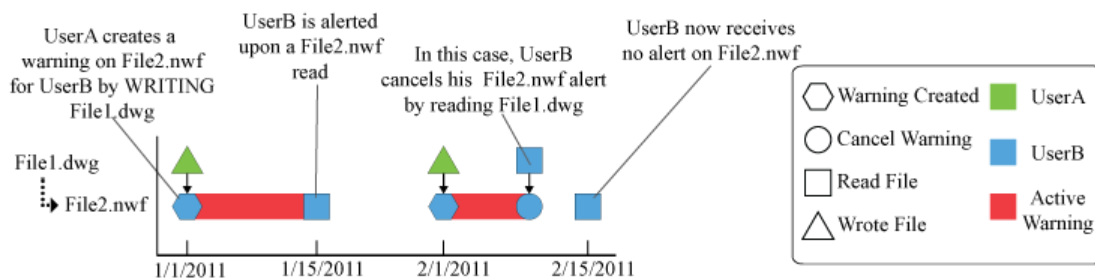 UserA creates a
warning on File2.nwf
for UserB by WRITING
File1.dwg
UserB is alerted
upon a File2.nwf
read
In this case, UserB
cancels his File2.nwf alert
by reading File1.dwg
UserB now receives
no alert on File2.nwf
File1.dwg
File2.nwf
1/1/2011
1/15/2011
2/1/2011
2/15/2011
Warning Created
Cancel Warning
Read File
Wrote File
UserA
UserB
Active
Warning